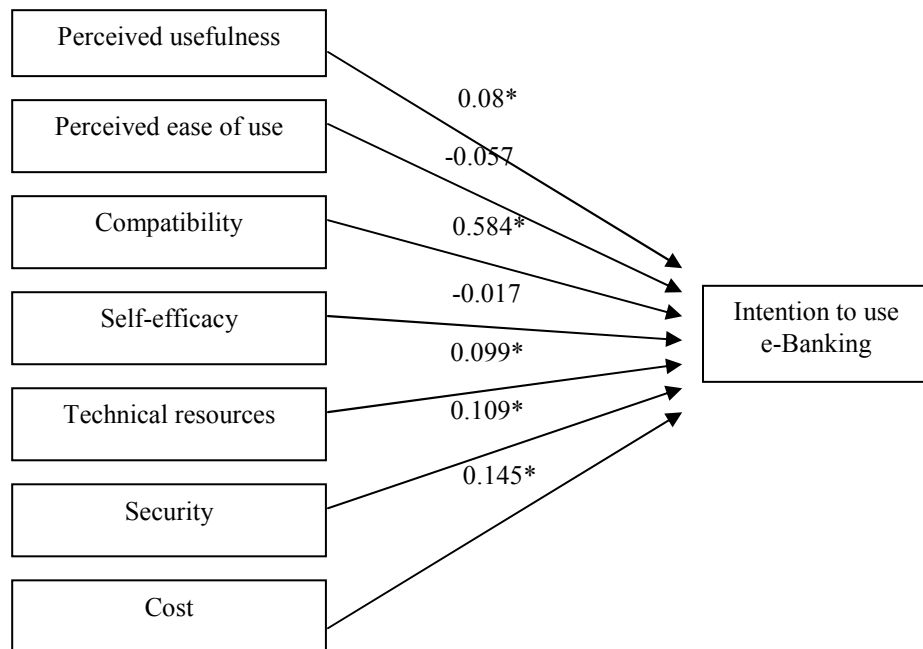 Perceived usefulness
0.08*
Perceived ease of use
-0.057
Compatibility
0.584*
-0.017
Self-efficacy
Intention to use
e-Banking
0.099*
Technical resources
0.109*
0.145*
Security
Cost